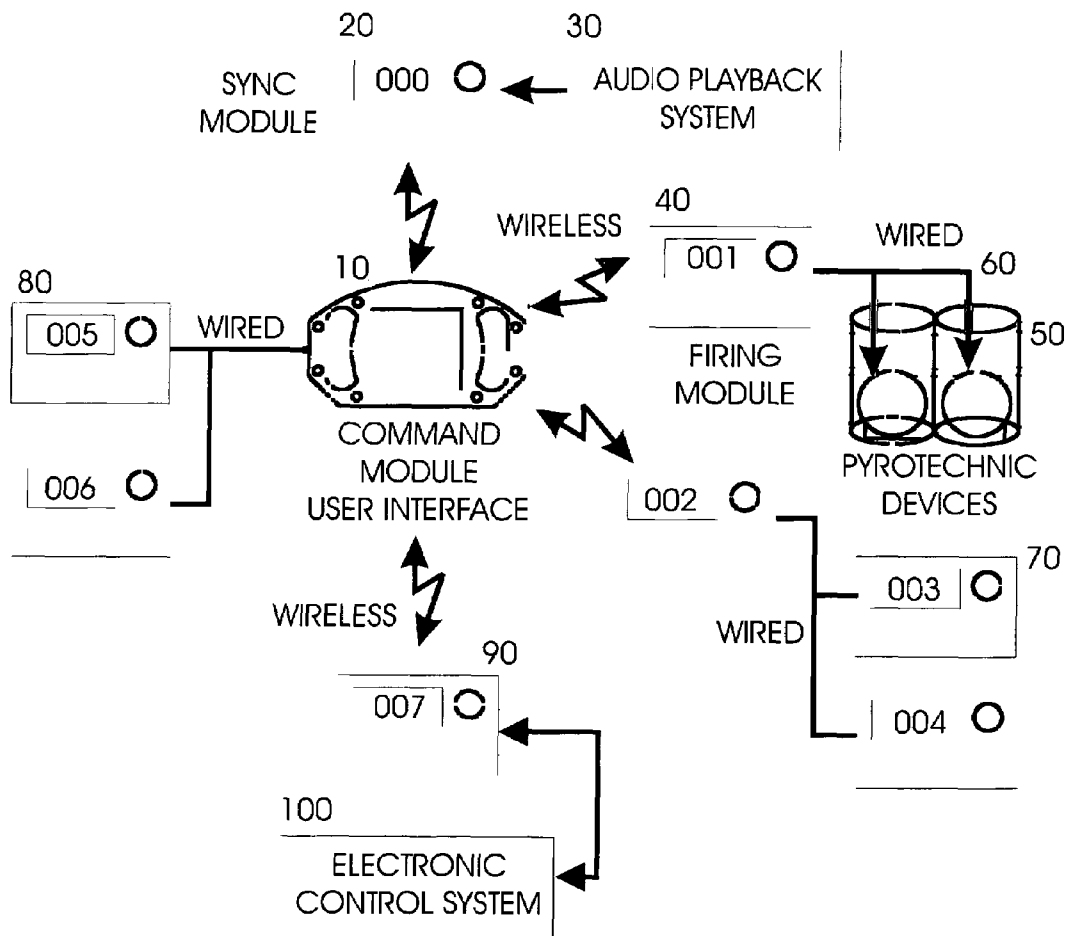 20
30
SYNC
MODULE
000
AUDIO PLAYBACK
SYSTEM
WIRELESS
40
001
WIRED
60
50
FIRING
MODULE
PYROTECHNIC
DEVICES
10
80
005
WIRED
006
COMMAND
MODULE
USER INTERFACE
002
70
003
WIRED
004
WIRELESS
90
007
100
ELECTRONIC
CONTROL SYSTEM